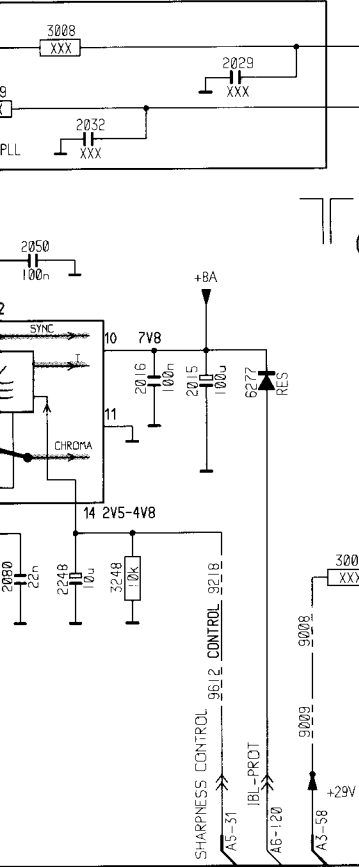 3008
XXX
2029
XXX
9
X
2032
XXX
PLL
2050
100n
+8A
2
SYNC
10
7V8
T
2016
100n
2015
100u
6277
RES
11
CHROMA
14
2V5-4V8
2080
22n
2248
10u
3248
10k
9218
CONTROL
9612
SHARPNESS CONTROL
IBL-PROT
300
XXX
9008
9009
+29V
A5-31
A6-120
A3-58